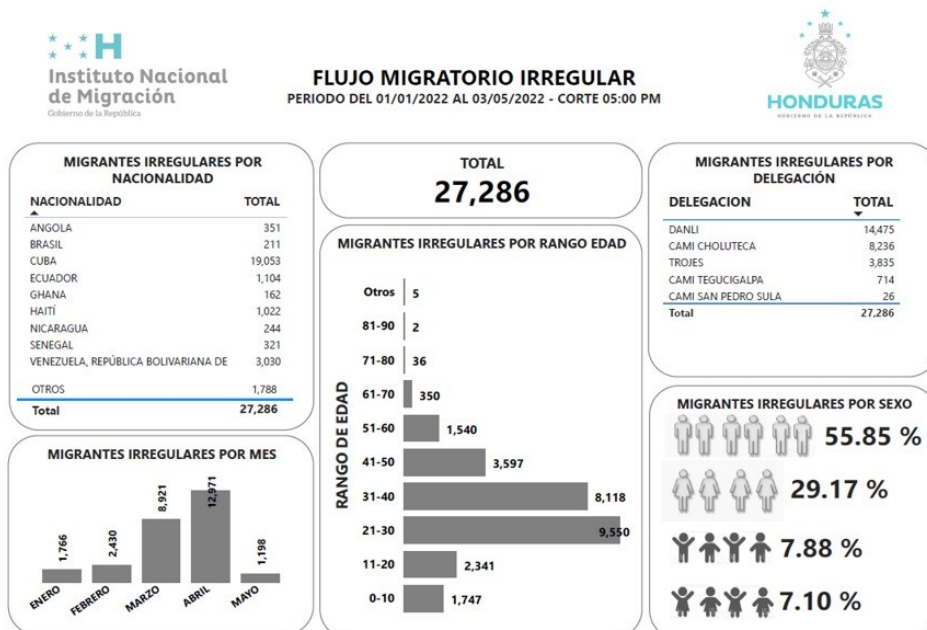 Instituto Nacional
de Migración
Gobierno de la República
FLUJO MIGRATORIO IRREGULAR
PERIODO DEL 01/01/2022 AL 03/05/2022 - CORTE 05:00 PM
HONDURAS
GOBIERNO DE LA REPÚBLICA
MIGRANTES IRREGULARES POR
NACIONALIDAD
NACIONALIDAD TOTAL
ANGOLA 351
BRASIL 211
CUBA 19,053
ECUADOR 1,104
GHANA 162
HAITÍ 1,022
NICARAGUA 244
SENEGAL 321
VENEZUELA, REPÚBLICA BOLIVARIANA DE 3,030
OTROS 1,788
Total 27,286
MIGRANTES IRREGULARES POR MES
1,766
2,430
8,921
12,971
1,198
ENERO
FEBRERO
MARZO
ABRIL
MAYO
TOTAL
27,286
MIGRANTES IRREGULARES POR RANGO EDAD
RANGO DE EDAD
Otros 5
81-90 2
71-80 36
61-70 350
51-60 1,540
41-50 3,597
31-40 8,118
21-30 9,550
11-20 2,341
0-10 1,747
MIGRANTES IRREGULARES POR
DELEGACIÓN
DELEGACION TOTAL
DANLI 14,475
CAMI CHOLUTECA 8,236
TROJES 3,835
CAMI TEGUCIGALPA 714
CAMI SAN PEDRO SULA 26
Total 27,286
MIGRANTES IRREGULARES POR SEXO
55.85 %
29.17 %
7.88 %
7.10 %